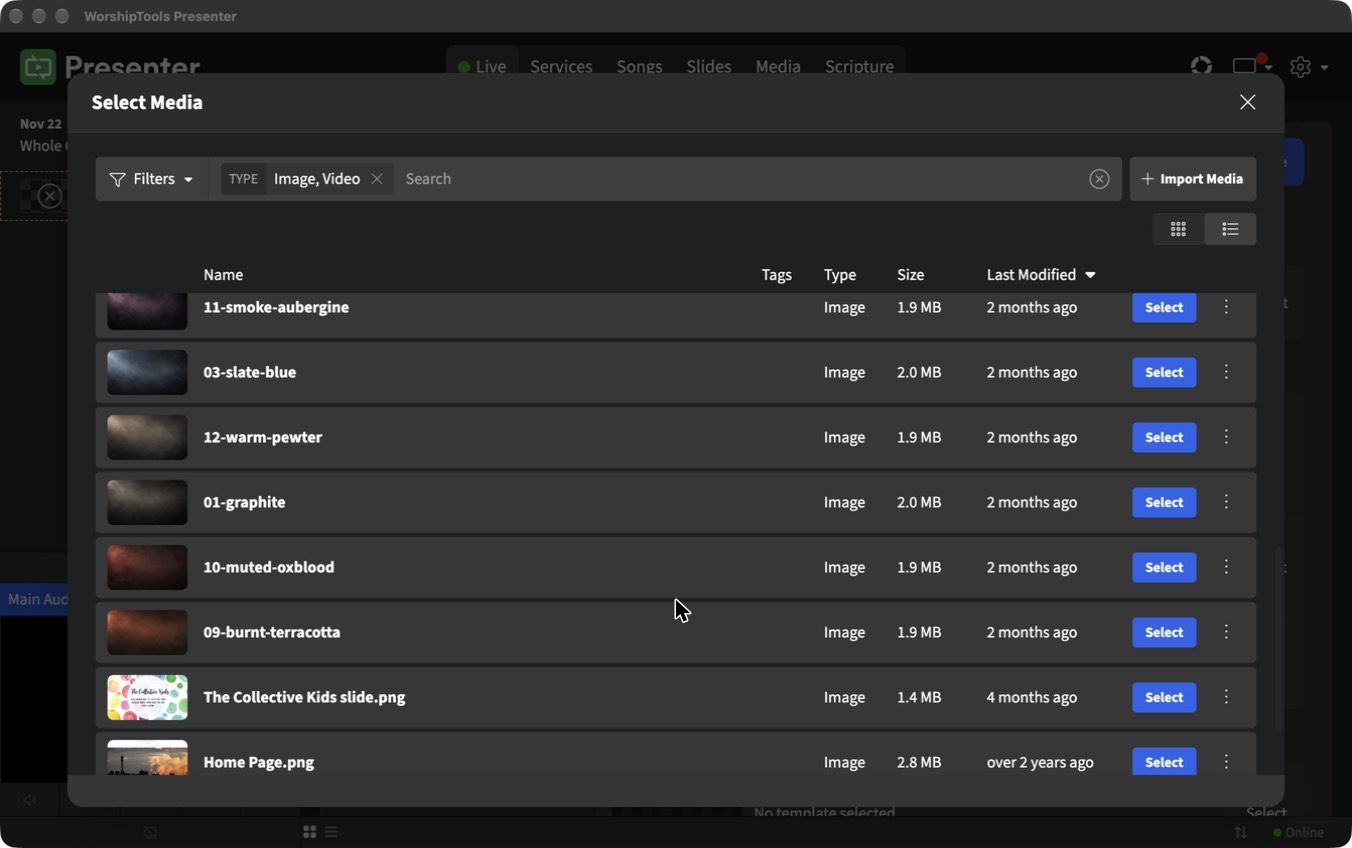 WorshipTools Presenter
Presenter
Live Services Songs Slides Media Scripture
Select Media
Nov 22
Whole
Filters TYPE Image, Video Search
Import Media
Name Tags Type Size Last Modified
11-smoke-aubergine Image 1.9 MB 2 months ago Select
03-slate-blue Image 2.0 MB 2 months ago Select
12-warm-pewter Image 1.9 MB 2 months ago Select
01-graphite Image 2.0 MB 2 months ago Select
10-muted-oxblood Image 1.9 MB 2 months ago Select
09-burnt-terracotta Image 1.9 MB 2 months ago Select
Main Aud
The Collective Kids slide.png Image 1.4 MB 4 months ago Select
Home Page.png Image 2.8 MB over 2 years ago Select
No template selected Select
Online